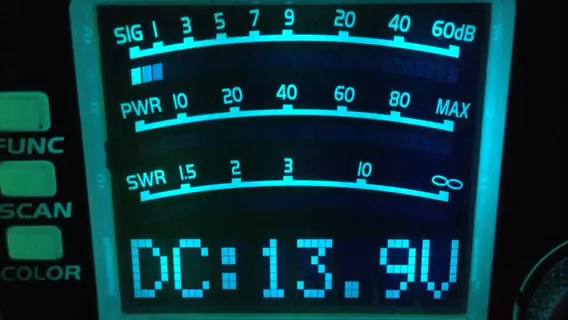 SIG 1 3 5 7 9 20 40 60dB
PWR 10 20 40 60 80 MAX
FUNC
SWR 1.5 2 3 10 ∞
SCAN
DC:13.9V
COLOR